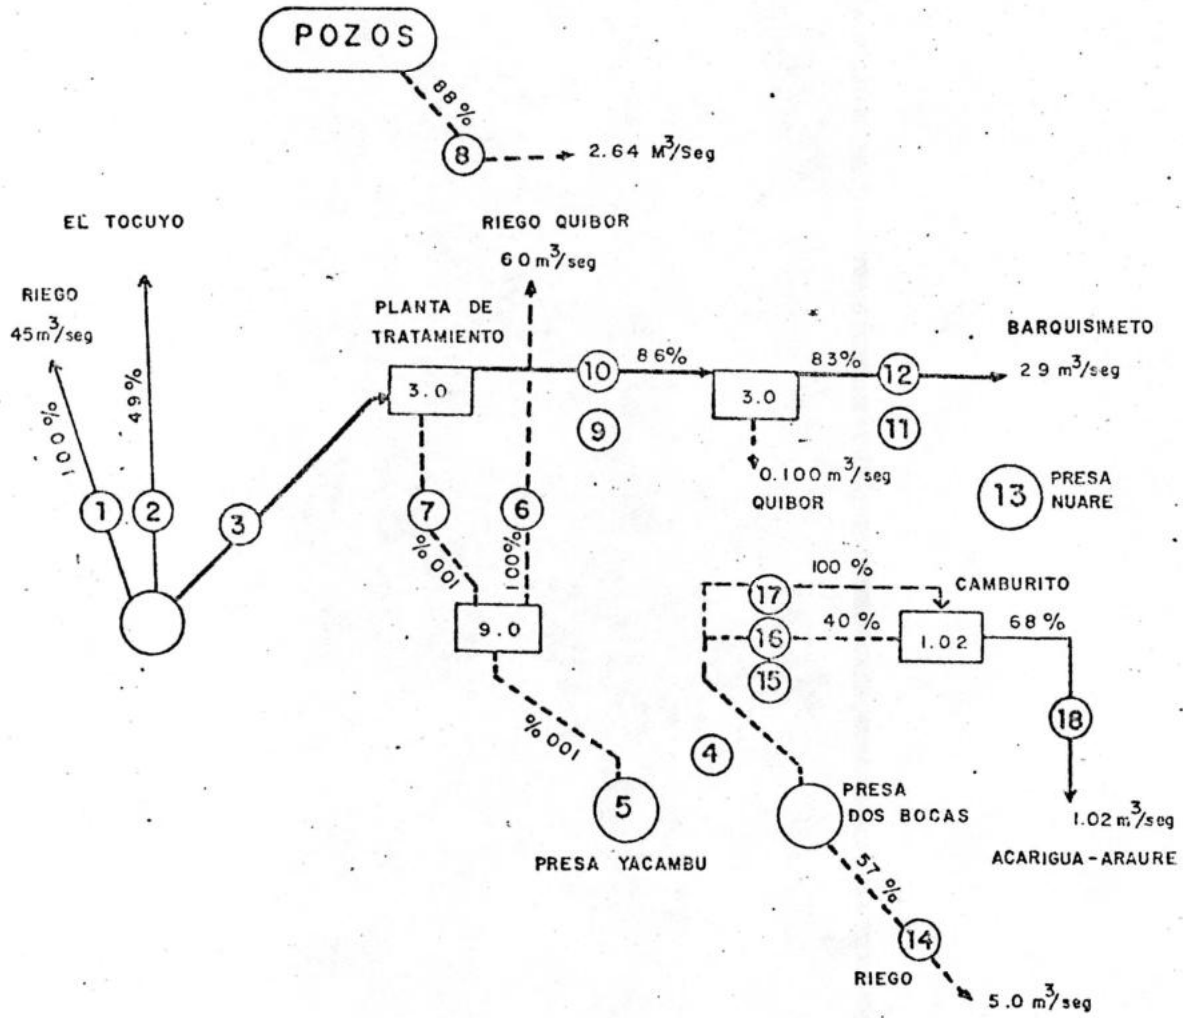 POZOS
88%
8
2.64 M³/Seg
EL TOCUYO
RIEGO QUIBOR
60 m³/seg
RIEGO
45 m³/seg
PLANTA DE
TRATAMIENTO
BARQUISIMETO
29 m³/seg
100%
49%
3.0
10
86%
3.0
83%
12
9
11
0.100 m³/seg
QUIBOR
13
PRESA
NUARE
1
2
3
7
6
100%
100%
9.0
100%
5
PRESA YACAMBU
17
100 %
CAMBURITO
16
40 %
1.02
68 %
15
18
4
PRESA
DOS BOCAS
1.02 m³/seg
ACARIGUA-ARAURE
57 %
14
RIEGO
5.0 m³/seg